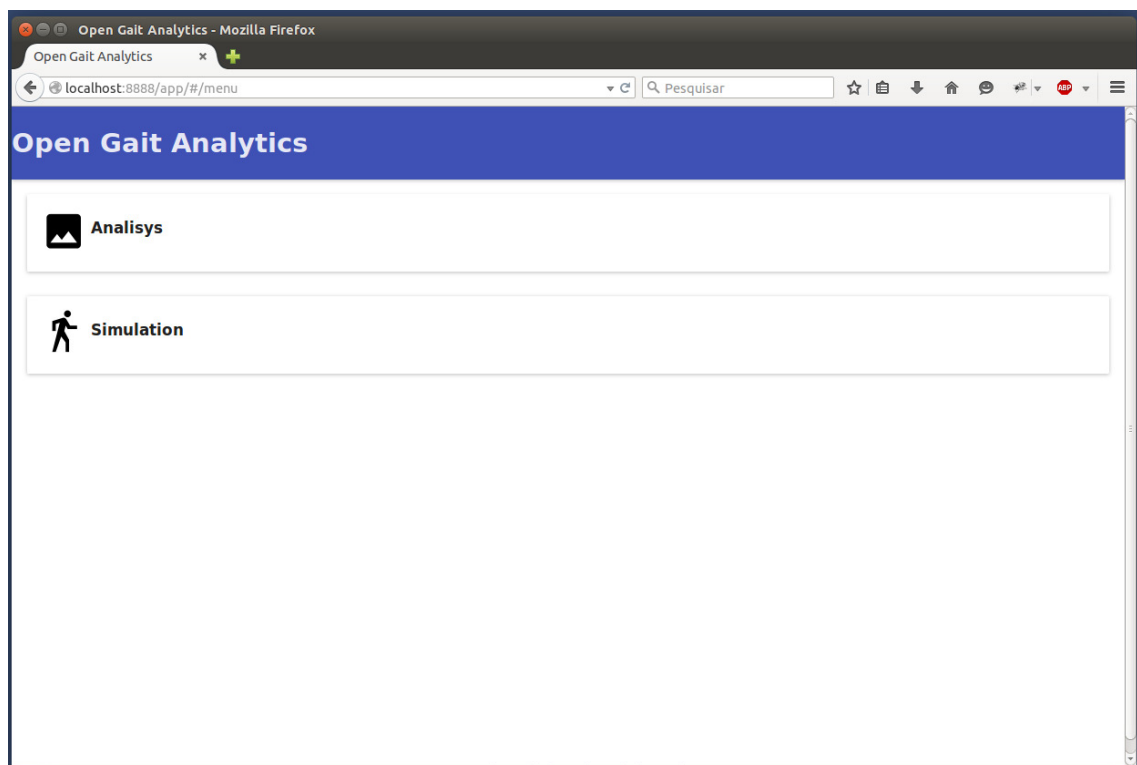 Open Gait Analytics - Mozilla Firefox
Open Gait Analytics
localhost:8888/app/#/menu
Pesquisar
ABP
Open Gait Analytics
Analisys
Simulation